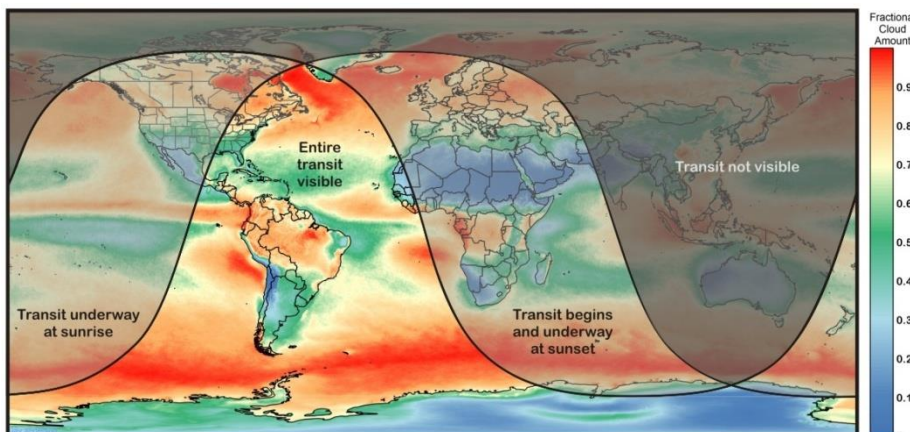 Fractional
Cloud
Amount
0.9
0.8
0.7
0.6
0.5
0.4
0.3
0.2
0.1
Entire
transit
visible
Transit not visible
Transit underway
at sunrise
Transit begins
and underway
at sunset